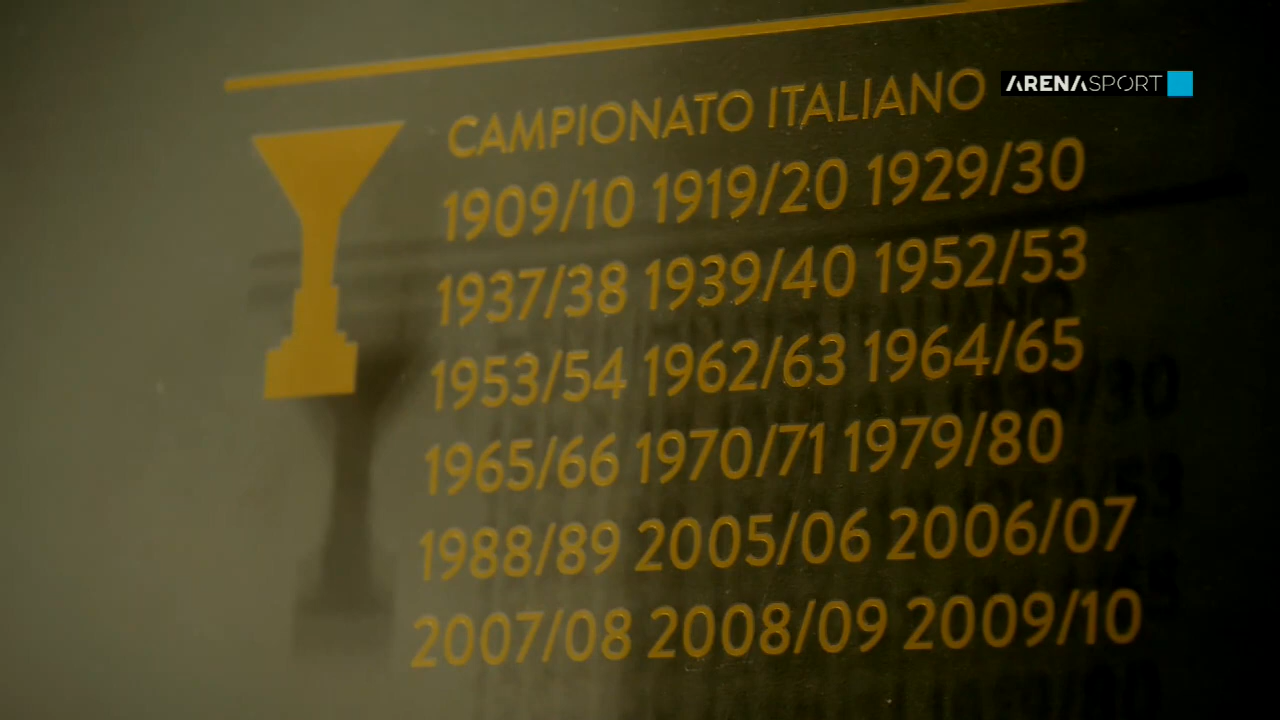 ARENASPORT
CAMPIONATO ITALIANO
1909/10 1919/20 1929/30
1937/38 1939/40 1952/53
1953/54 1962/63 1964/65
1965/66 1970/71 1979/80
1988/89 2005/06 2006/07
2007/08 2008/09 2009/10